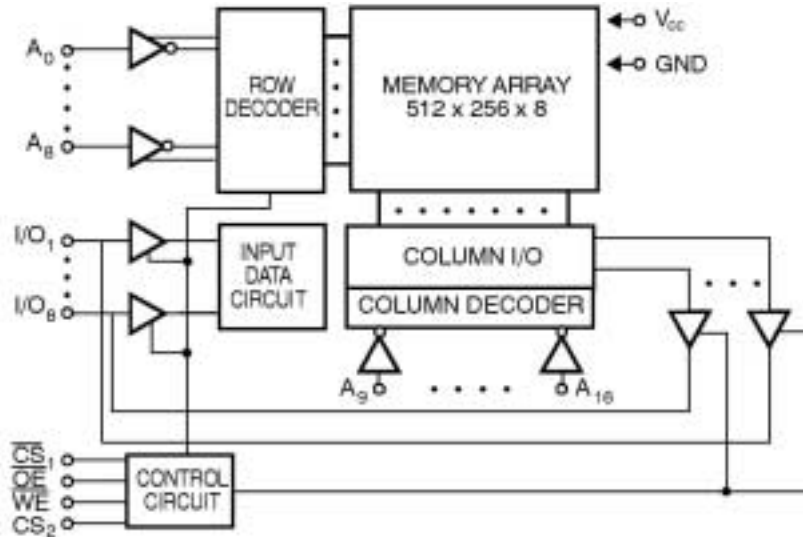 A0
A8
ROW
DECODER
MEMORY ARRAY
512 x 256 x 8
Vcc
GND
I/O1
I/O8
INPUT
DATA
CIRCUIT
COLUMN I/O
COLUMN DECODER
A9
A16
CS1
OE
WE
CS2
CONTROL
CIRCUIT